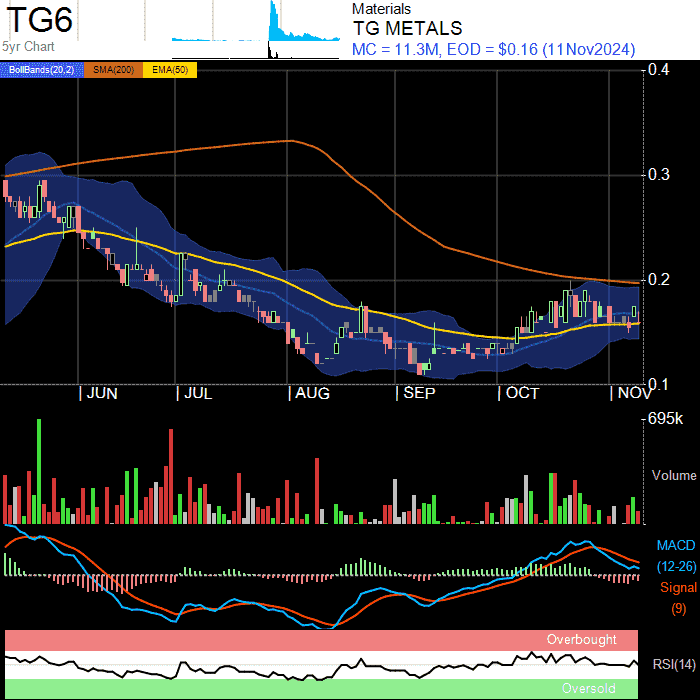 TG6
5yr Chart
Materials
TG METALS
MC = 11.3M, EOD = $0.16 (11Nov2024)
BollBands(20,2) SMA(200) EMA(50)
0.4
0.3
0.2
0.1
JUN JUL AUG SEP OCT NOV
695k
Volume
MACD
(12-26)
Signal
(9)
Overbought
RSI(14)
Oversold